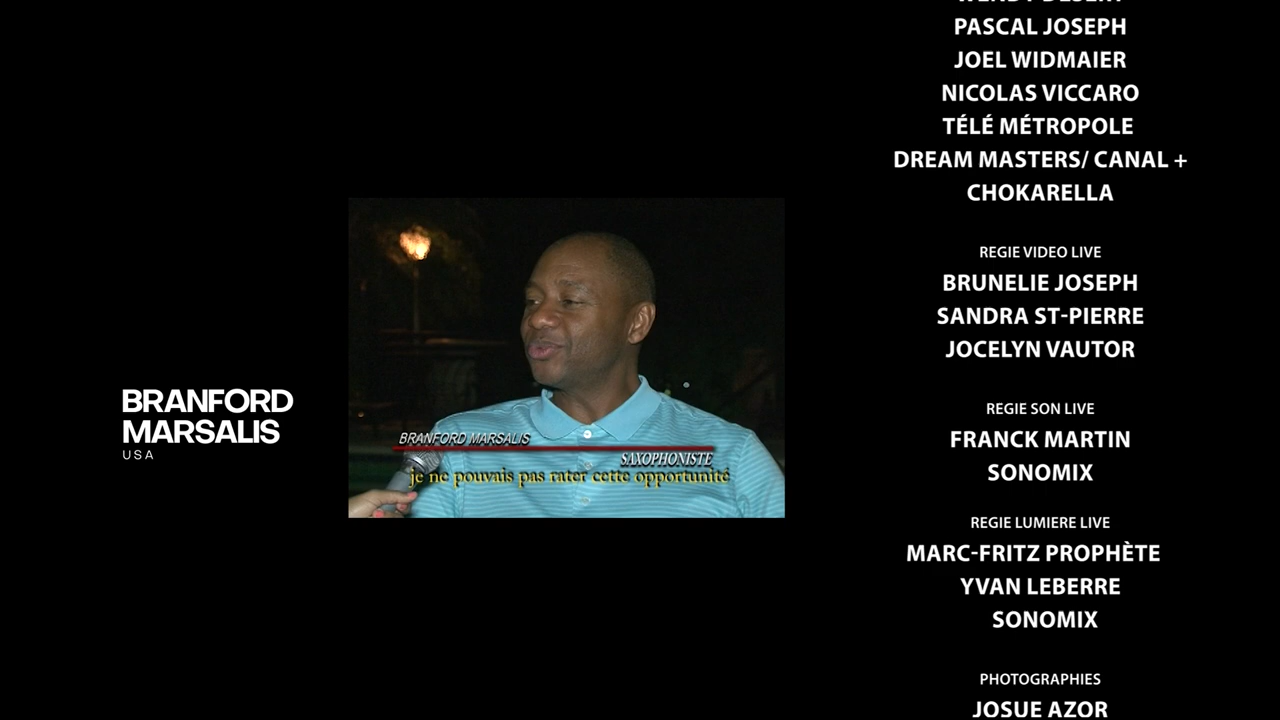 BRANFORD
MARSALIS
USA
BRANFORD MARSALIS
SAXOPHONISTE
je ne pouvais pas rater cette opportunité
WENDY DESERT
PASCAL JOSEPH
JOEL WIDMAIER
NICOLAS VICCARO
TÉLÉ MÉTROPOLE
DREAM MASTERS/ CANAL +
CHOKARELLA
REGIE VIDEO LIVE
BRUNELIE JOSEPH
SANDRA ST-PIERRE
JOCELYN VAUTOR
REGIE SON LIVE
FRANCK MARTIN
SONOMIX
REGIE LUMIERE LIVE
MARC-FRITZ PROPHÈTE
YVAN LEBERRE
SONOMIX
PHOTOGRAPHIES
JOSUE AZOR